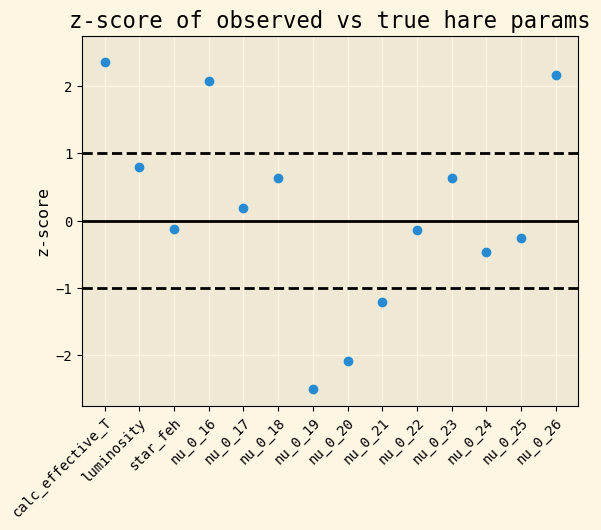 z-score of observed vs true hare params
z-score
2
1
0
−1
−2
calc_effective_T
luminosity
star_feh
nu_0_16
nu_0_17
nu_0_18
nu_0_19
nu_0_20
nu_0_21
nu_0_22
nu_0_23
nu_0_24
nu_0_25
nu_0_26